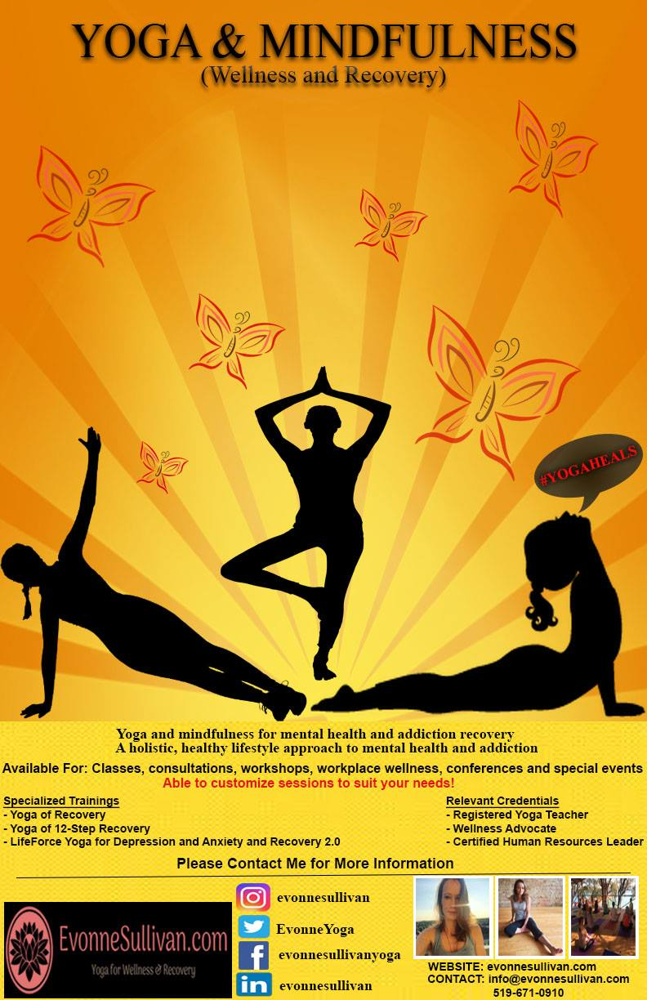 YOGA & MINDFULNESS
(Wellness and Recovery)
#YOGAHEALS
Yoga and mindfulness for mental health and addiction recovery
A holistic, healthy lifestyle approach to mental health and addiction
Available For: Classes, consultations, workshops, workplace wellness, conferences and special events
Able to customize sessions to suit your needs!
Specialized Trainings
- Yoga of Recovery
- Yoga of 12-Step Recovery
- LifeForce Yoga for Depression and Anxiety and Recovery 2.0
Relevant Credentials
- Registered Yoga Teacher
- Wellness Advocate
- Certified Human Resources Leader
Please Contact Me for More Information
EvonneSullivan.com
Yoga for Wellness & Recovery
evonnesullivan
EvonneYoga
evonnesullivanyoga
evonnesullivan
WEBSITE: evonnesullivan.com
CONTACT: info@evonnesullivan.com
519-671-0910